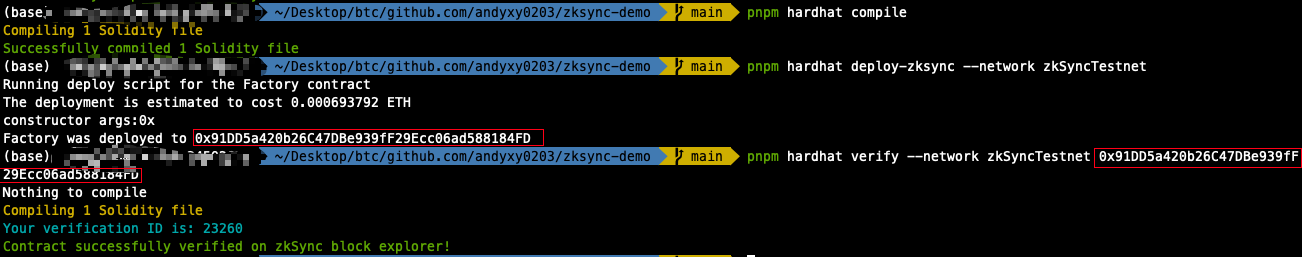 (base) ~/Desktop/btc/github.com/andyxy0203/zksync-demo main pnpm hardhat compile
Compiling 1 Solidity file
Successfully compiled 1 Solidity file
(base) ~/Desktop/btc/github.com/andyxy0203/zksync-demo main pnpm hardhat deploy-zksync --network zkSyncTestnet
Running deploy script for the Factory contract
The deployment is estimated to cost 0.000693792 ETH
constructor args:0x
Factory was deployed to 0x91DD5a420b26C47DBe939fF29Ecc06ad588184FD
(base) ~/Desktop/btc/github.com/andyxy0203/zksync-demo main pnpm hardhat verify --network zkSyncTestnet 0x91DD5a420b26C47DBe939fF
29Ecc06ad588184FD
Nothing to compile
Compiling 1 Solidity file
Your verification ID is: 23260
Contract successfully verified on zkSync block explorer!